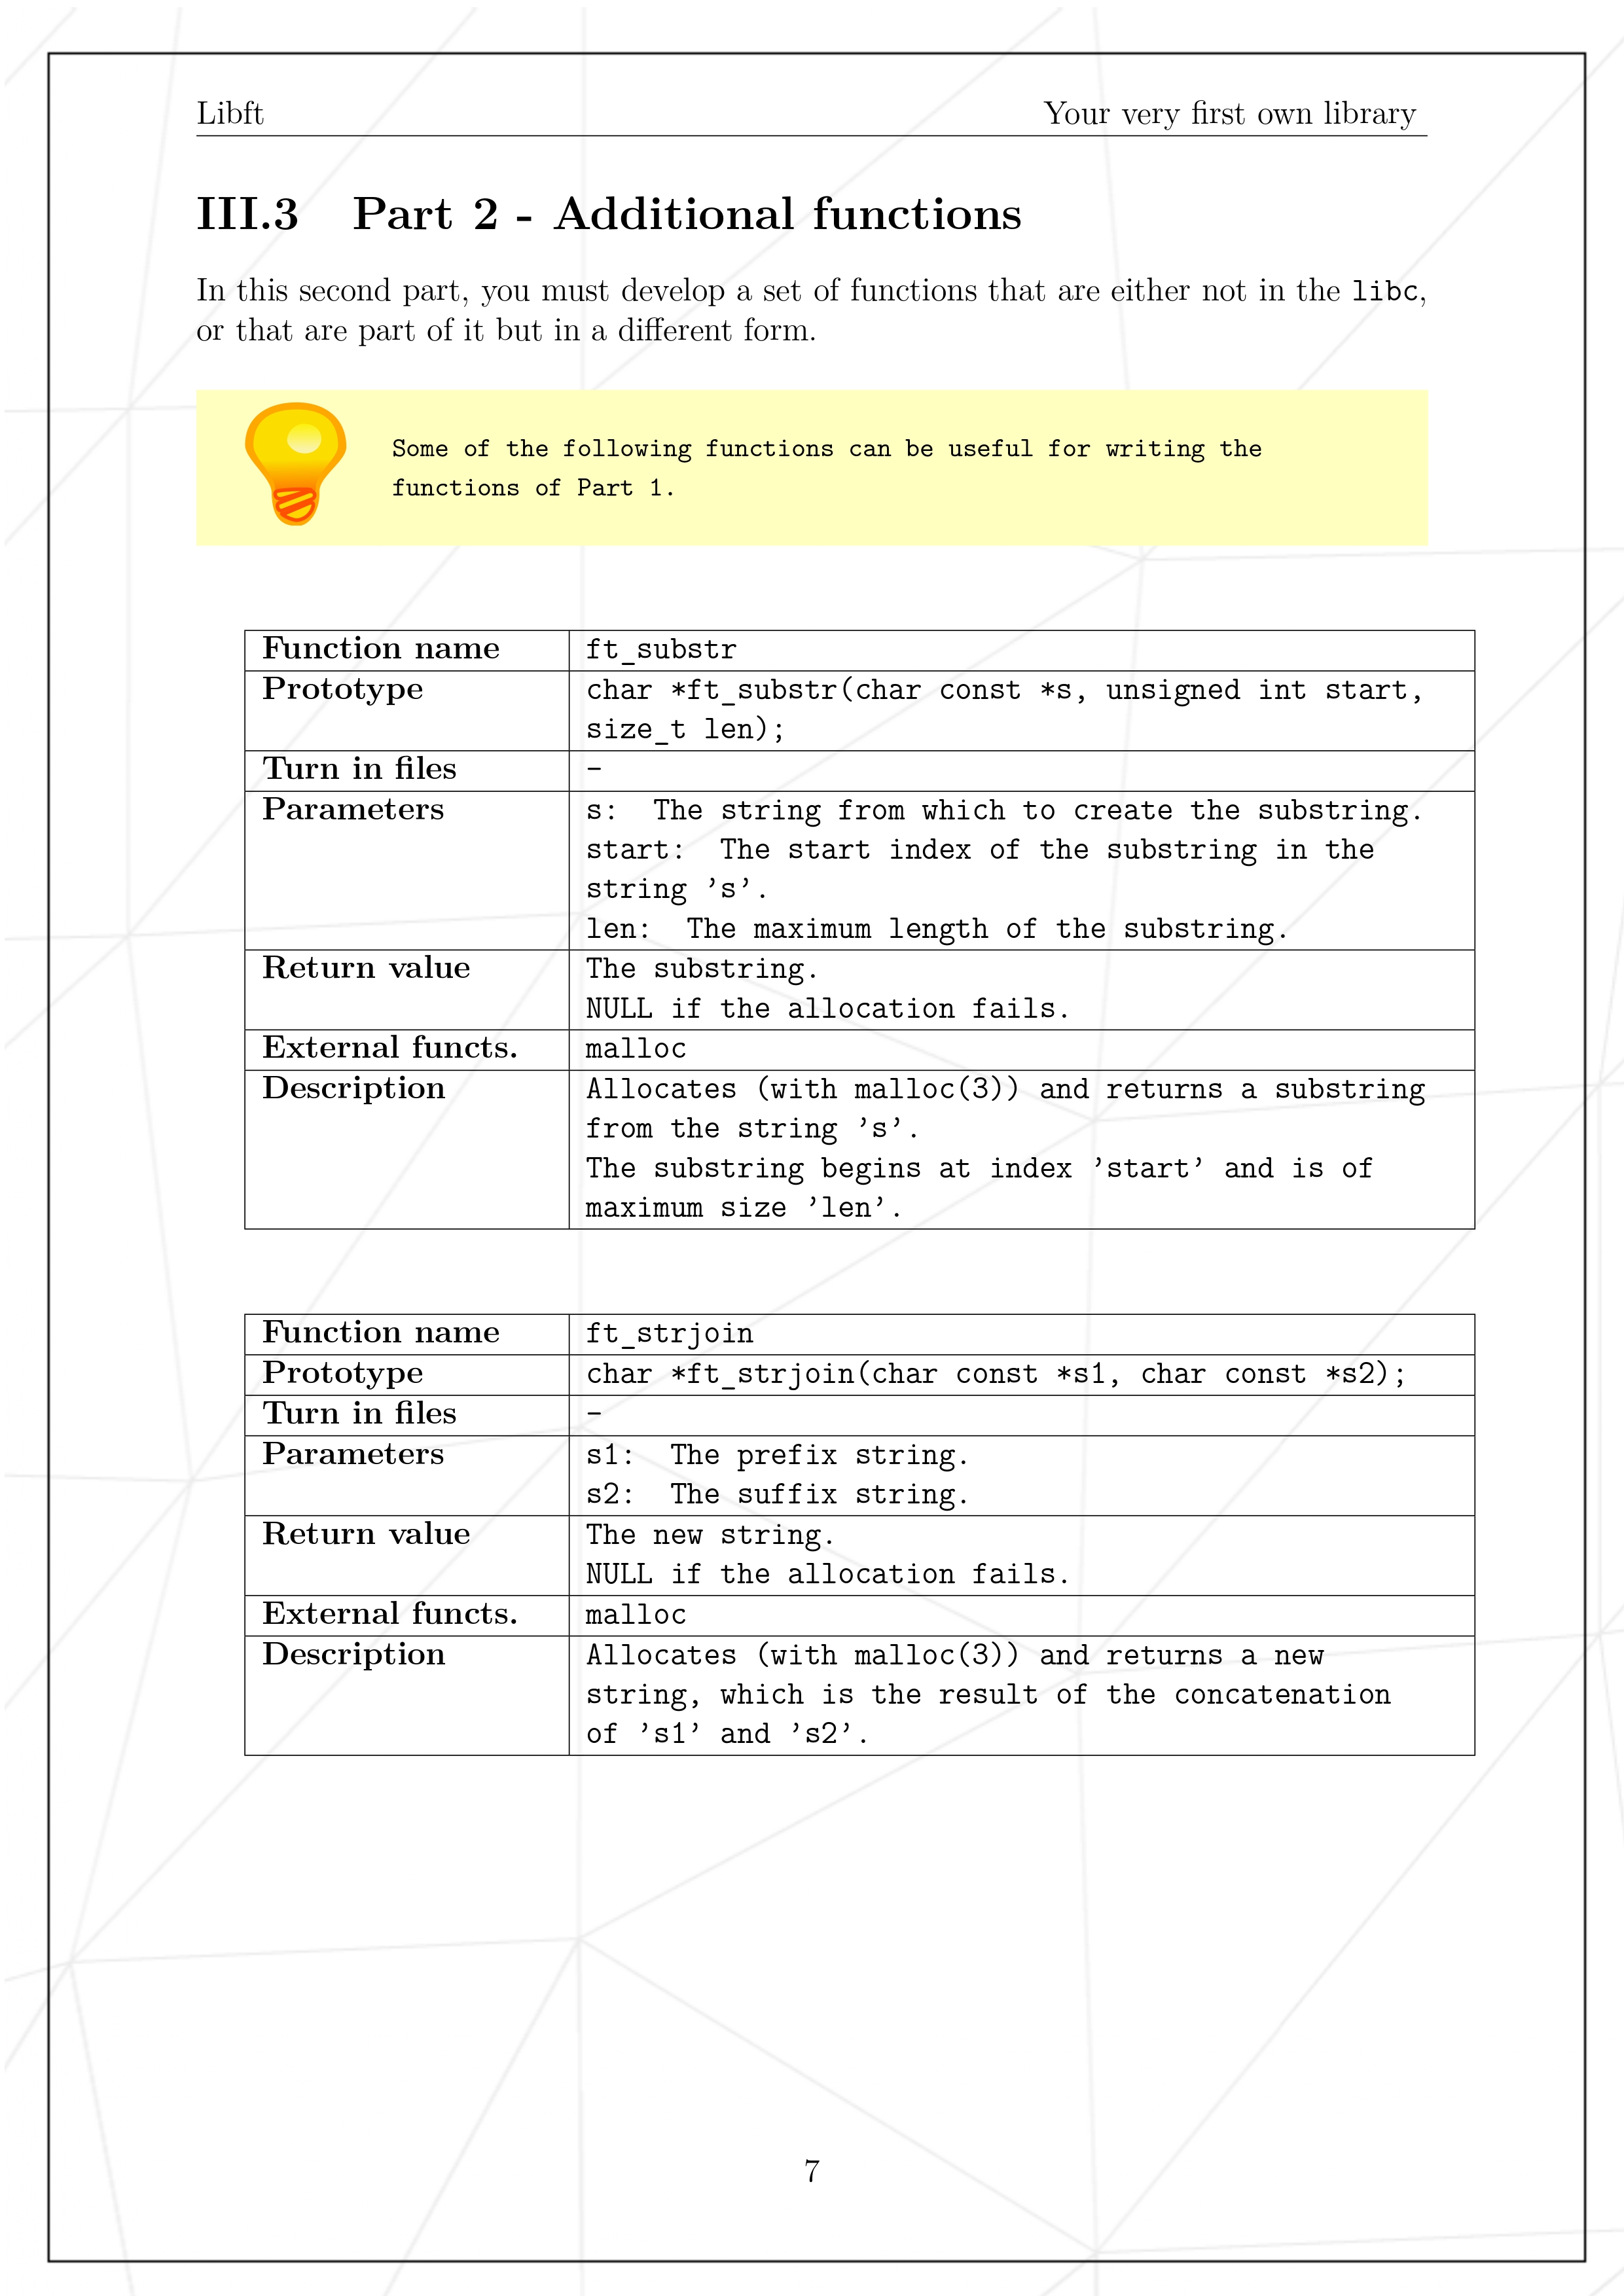 Libft Your very first own library
III.3 Part 2 - Additional functions
In this second part, you must develop a set of functions that are either not in the libc,
or that are part of it but in a different form.
Some of the following functions can be useful for writing the
functions of Part 1.
Function name ft_substr
Prototype char *ft_substr(char const *s, unsigned int start,
size_t len);
Turn in files -
Parameters s: The string from which to create the substring.
start: The start index of the substring in the
string 's'.
len: The maximum length of the substring.
Return value The substring.
NULL if the allocation fails.
External functs. malloc
Description Allocates (with malloc(3)) and returns a substring
from the string 's'.
The substring begins at index 'start' and is of
maximum size 'len'.
Function name ft_strjoin
Prototype char *ft_strjoin(char const *s1, char const *s2);
Turn in files -
Parameters s1: The prefix string.
s2: The suffix string.
Return value The new string.
NULL if the allocation fails.
External functs. malloc
Description Allocates (with malloc(3)) and returns a new
string, which is the result of the concatenation
of 's1' and 's2'.
7